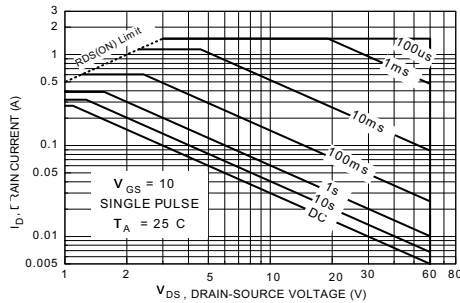 2
1
0.5
0.1
0.05
0.01
0.005
I D, DRAIN CURRENT (A)
RDS(ON) Limit
100us
1ms
10ms
100ms
1s
10s
DC
V GS = 10
SINGLE PULSE
T A = 25 C
1 2 5 10 20 30 60 80
V DS , DRAIN-SOURCE VOLTAGE (V)